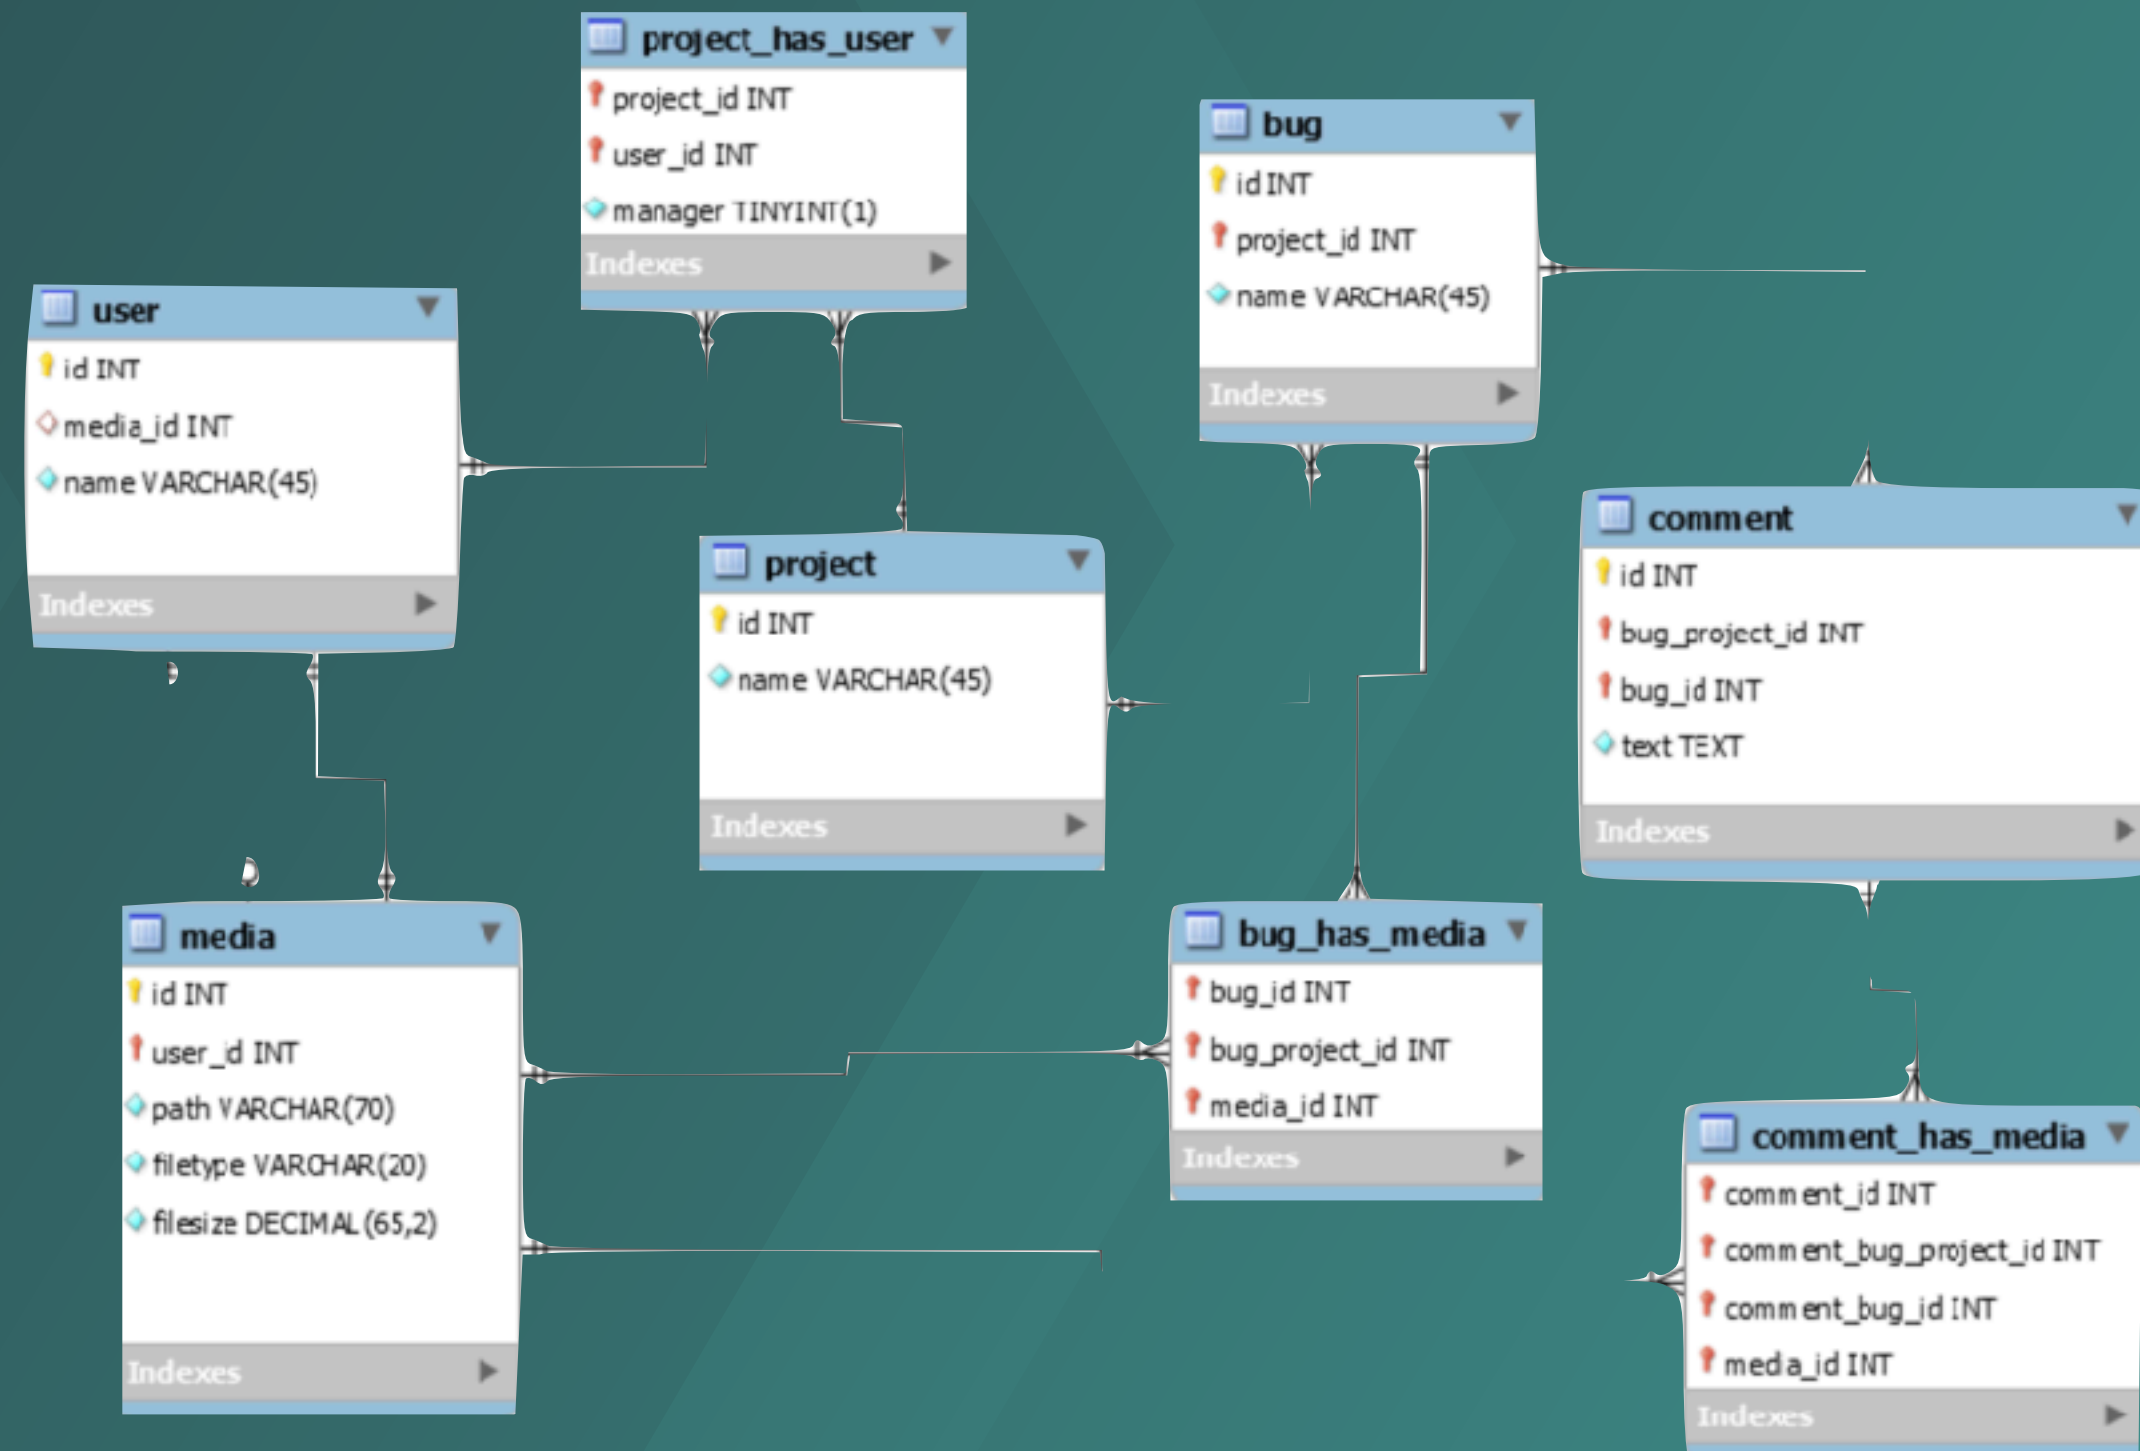 project_has_user
project_id INT
user_id INT
manager TINYINT(1)
Indexes
bug
id INT
project_id INT
name VARCHAR(45)
Indexes
user
id INT
media_id INT
name VARCHAR(45)
Indexes
project
id INT
name VARCHAR(45)
Indexes
comment
id INT
bug_project_id INT
bug_id INT
text TEXT
Indexes
media
id INT
user_id INT
path VARCHAR(70)
filetype VARCHAR(20)
filesize DECIMAL(65,2)
Indexes
bug_has_media
bug_id INT
bug_project_id INT
media_id INT
Indexes
comment_has_media
comment_id INT
comment_bug_project_id INT
comment_bug_id INT
media_id INT
Indexes